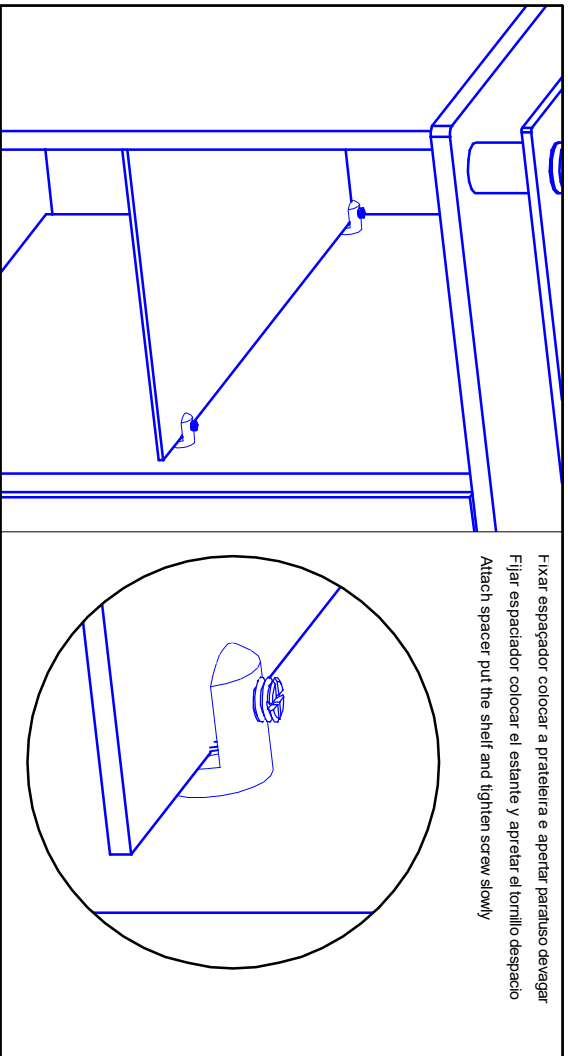 Fixar espaçador colocar a prateleira e apertar parafuso devagar
Fijar espaciador colocar el estante y apretar el tornillo despacio
Attach spacer put the shelf and tighten screw slowly